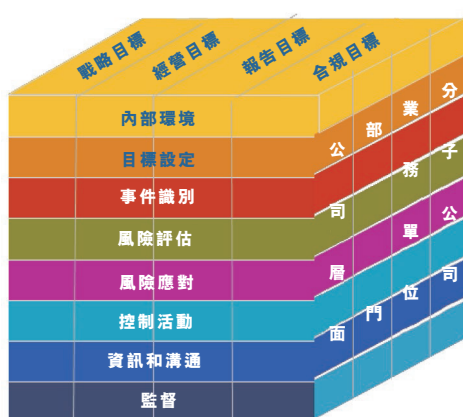 戰略目標
經營目標
報告目標
合規目標
內部環境
目標設定
事件識別
風險評估
風險應對
控制活動
資訊和溝通
監督
公司層面
部門
業務單位
分子公司